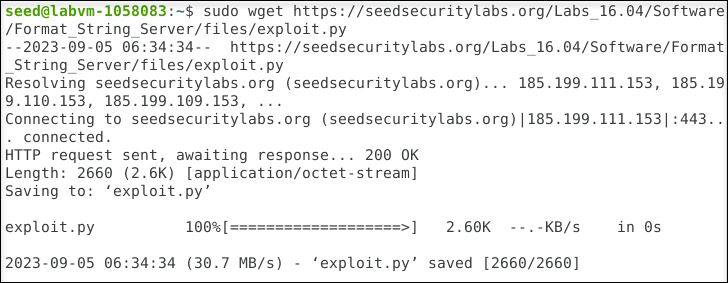 seed@labvm-1058083:~$ sudo wget https://seedsecuritylabs.org/Labs_16.04/Software
/Format_String_Server/files/exploit.py
--2023-09-05 06:34:34--  https://seedsecuritylabs.org/Labs_16.04/Software/Format
_String_Server/files/exploit.py
Resolving seedsecuritylabs.org (seedsecuritylabs.org)... 185.199.111.153, 185.19
9.110.153, 185.199.109.153, ...
Connecting to seedsecuritylabs.org (seedsecuritylabs.org)|185.199.111.153|:443..
. connected.
HTTP request sent, awaiting response... 200 OK
Length: 2660 (2.6K) [application/octet-stream]
Saving to: ‘exploit.py’

exploit.py          100%[===================>]   2.60K  --.-KB/s    in 0s

2023-09-05 06:34:34 (30.7 MB/s) - ‘exploit.py’ saved [2660/2660]